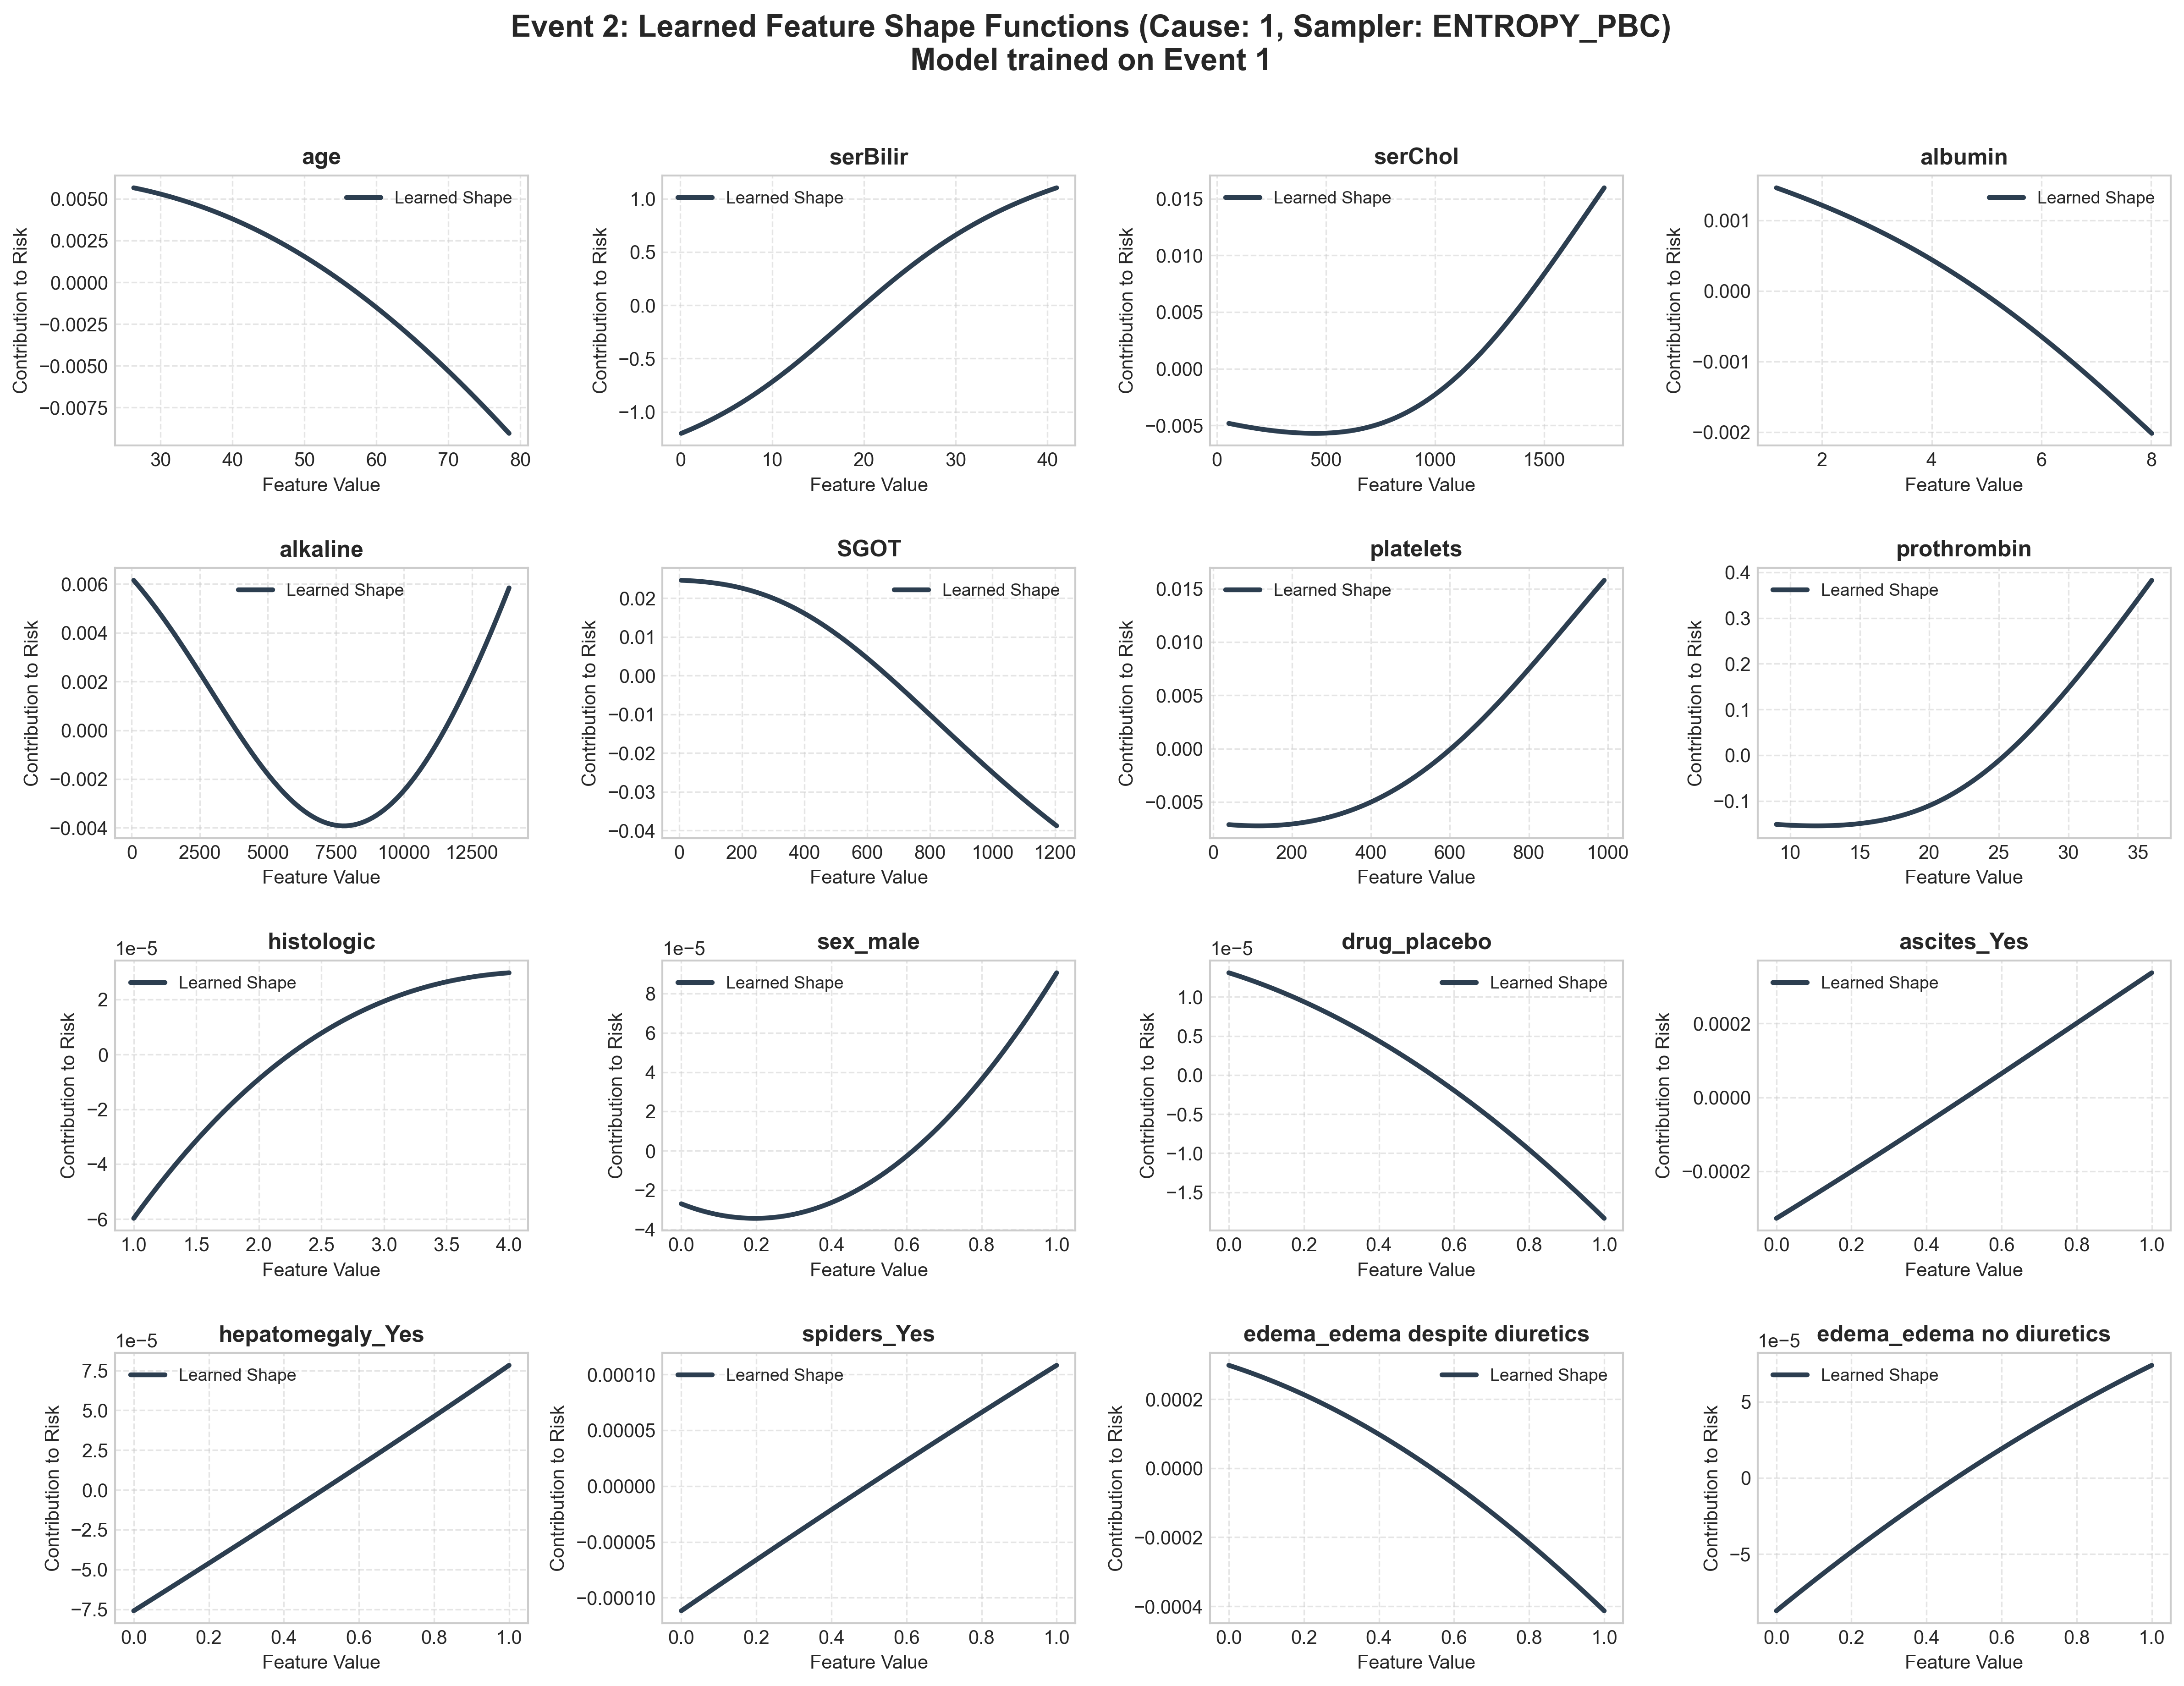 Event 2: Learned Feature Shape Functions (Cause: 1, Sampler: ENTROPY_PBC)
Model trained on Event 1
age
Learned Shape
Contribution to Risk
0.0050
0.0025
0.0000
−0.0025
−0.0050
−0.0075
30 40 50 60 70 80
Feature Value
serBilir
Learned Shape
Contribution to Risk
1.0
0.5
0.0
−0.5
−1.0
0 10 20 30 40
Feature Value
serChol
Learned Shape
Contribution to Risk
0.015
0.010
0.005
0.000
−0.005
0 500 1000 1500
Feature Value
albumin
Learned Shape
Contribution to Risk
0.001
0.000
−0.001
−0.002
2 4 6 8
Feature Value
alkaline
Learned Shape
Contribution to Risk
0.006
0.004
0.002
0.000
−0.002
−0.004
0 2500 5000 7500 10000 12500
Feature Value
SGOT
Learned Shape
Contribution to Risk
0.02
0.01
0.00
−0.01
−0.02
−0.03
−0.04
0 200 400 600 800 1000 1200
Feature Value
platelets
Learned Shape
Contribution to Risk
0.015
0.010
0.005
0.000
−0.005
0 200 400 600 800 1000
Feature Value
prothrombin
Learned Shape
Contribution to Risk
0.4
0.3
0.2
0.1
0.0
−0.1
10 15 20 25 30 35
Feature Value
histologic
1e−5
Learned Shape
Contribution to Risk
2
0
−2
−4
−6
1.0 1.5 2.0 2.5 3.0 3.5 4.0
Feature Value
sex_male
1e−5
Learned Shape
Contribution to Risk
8
6
4
2
0
−2
−4
0.0 0.2 0.4 0.6 0.8 1.0
Feature Value
drug_placebo
1e−5
Learned Shape
Contribution to Risk
1.0
0.5
0.0
−0.5
−1.0
−1.5
0.0 0.2 0.4 0.6 0.8 1.0
Feature Value
ascites_Yes
Learned Shape
Contribution to Risk
0.0002
0.0000
−0.0002
0.0 0.2 0.4 0.6 0.8 1.0
Feature Value
hepatomegaly_Yes
1e−5
Learned Shape
Contribution to Risk
7.5
5.0
2.5
0.0
−2.5
−5.0
−7.5
0.0 0.2 0.4 0.6 0.8 1.0
Feature Value
spiders_Yes
Learned Shape
Contribution to Risk
0.00010
0.00005
0.00000
−0.00005
−0.00010
0.0 0.2 0.4 0.6 0.8 1.0
Feature Value
edema_edema despite diuretics
Learned Shape
Contribution to Risk
0.0002
0.0000
−0.0002
−0.0004
0.0 0.2 0.4 0.6 0.8 1.0
Feature Value
edema_edema no diuretics
1e−5
Learned Shape
Contribution to Risk
5
0
−5
0.0 0.2 0.4 0.6 0.8 1.0
Feature Value